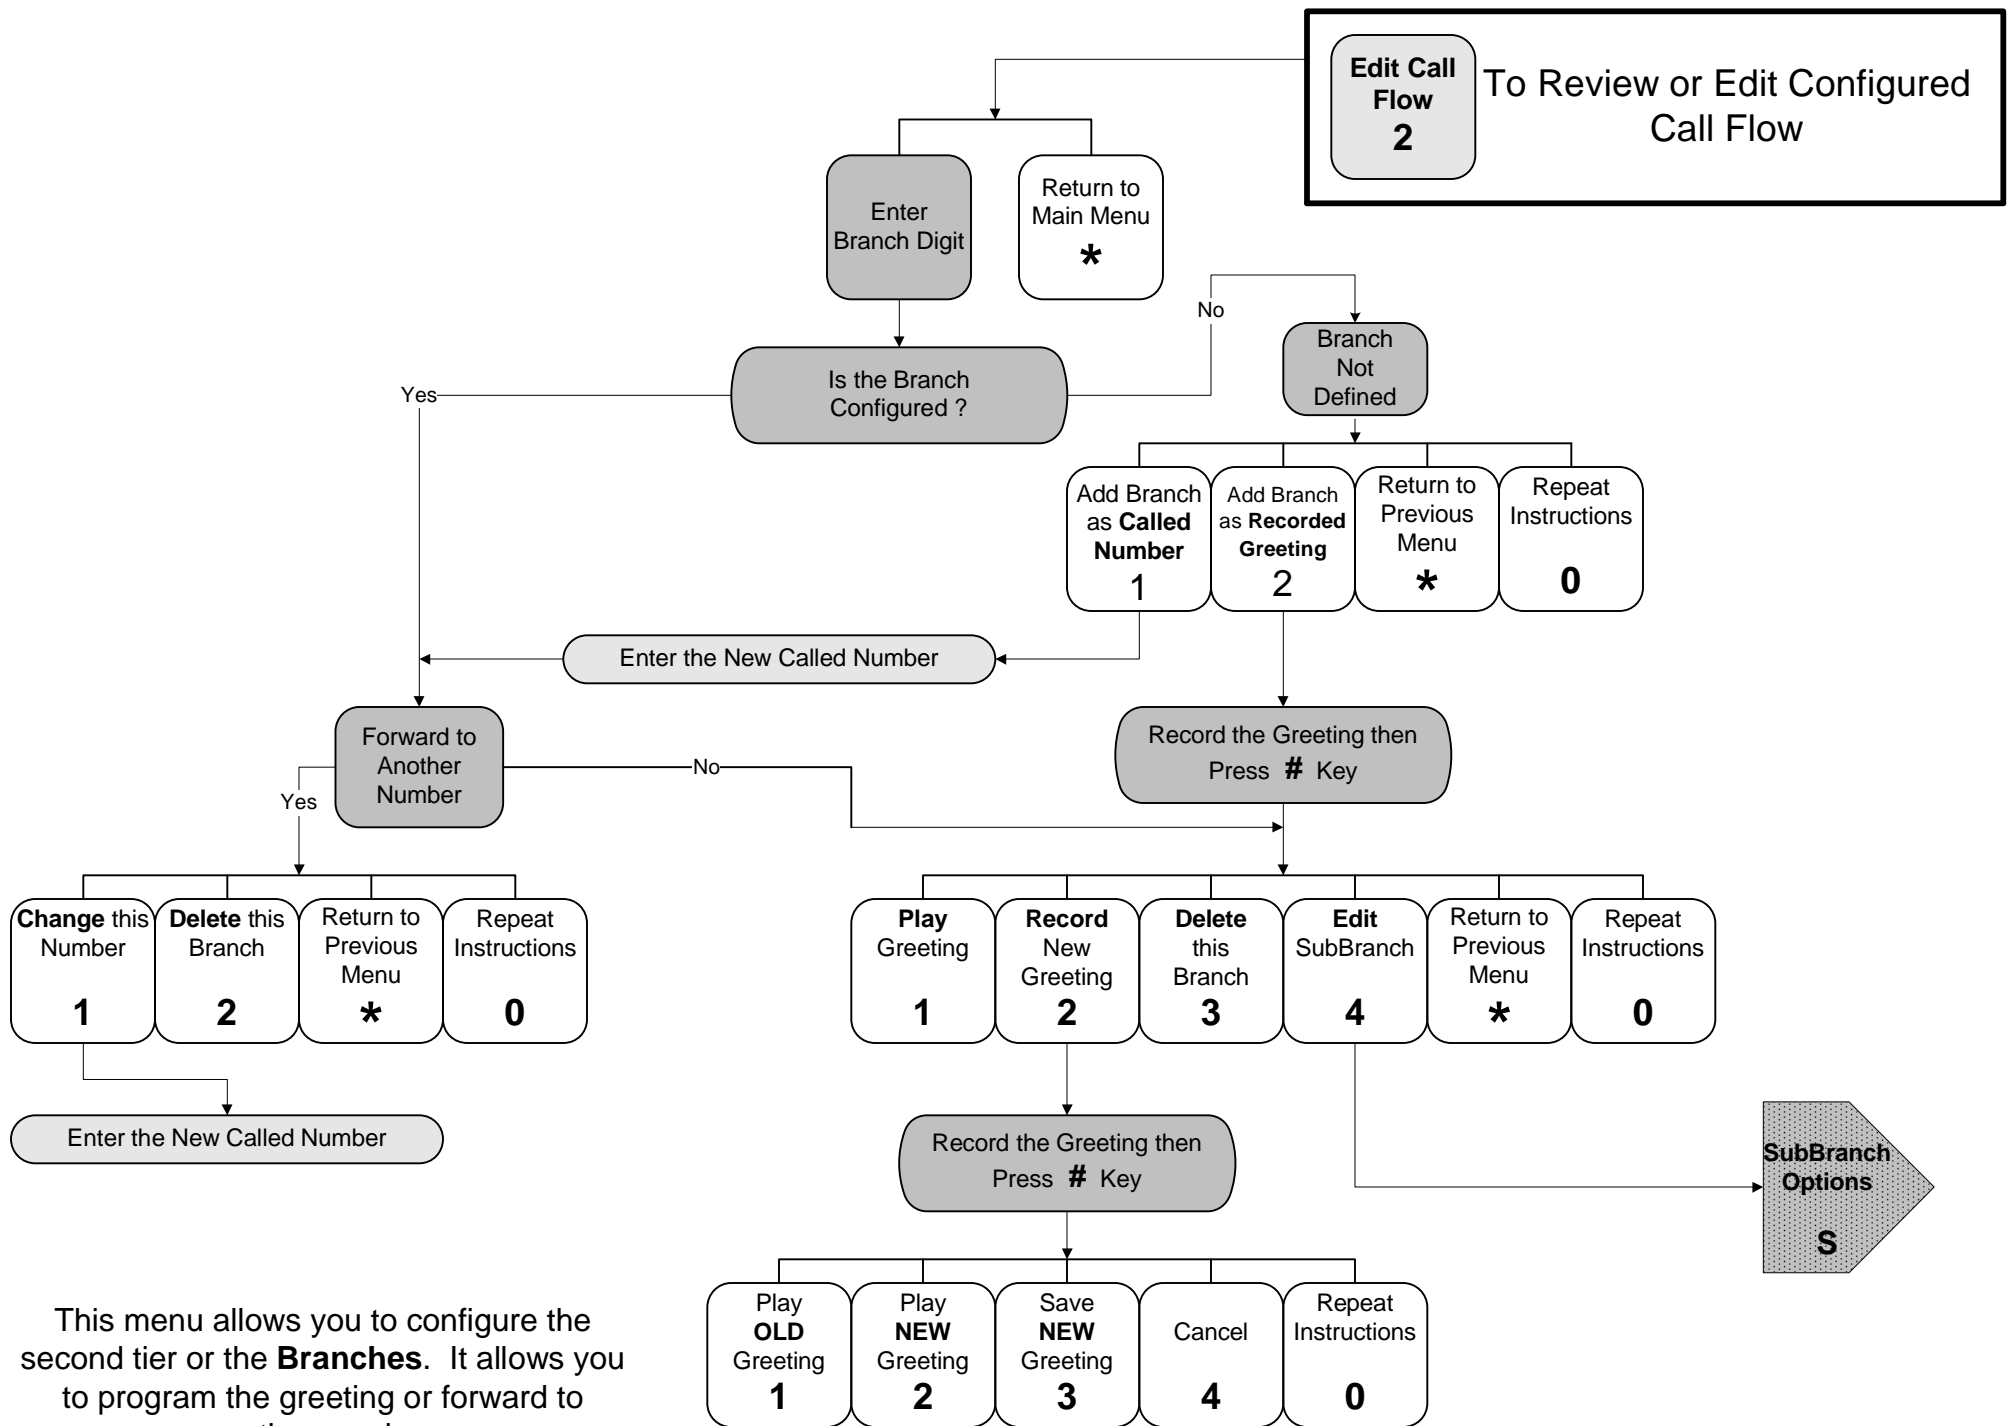 Edit Call
Flow
2
To Review or Edit Configured
Call Flow
Enter
Branch Digit
Return to
Main Menu
*
No
Branch
Not
Defined
Is the Branch
Configured ?
Yes
Add Branch
as Called
Number
1
Add Branch
as Recorded
Greeting
2
Return to
Previous
Menu
*
Repeat
Instructions
0
Enter the New Called Number
Forward to
Another
Number
No
Yes
Record the Greeting then
Press # Key
Change this
Number
1
Delete this
Branch
2
Return to
Previous
Menu
*
Repeat
Instructions
0
Play
Greeting
1
Record
New
Greeting
2
Delete
this
Branch
3
Edit
SubBranch
4
Return to
Previous
Menu
*
Repeat
Instructions
0
Enter the New Called Number
Record the Greeting then
Press # Key
SubBranch
Options
S
Play
OLD
Greeting
1
Play
NEW
Greeting
2
Save
NEW
Greeting
3
Cancel
4
Repeat
Instructions
0
This menu allows you to configure the
second tier or the Branches. It allows you
to program the greeting or forward to